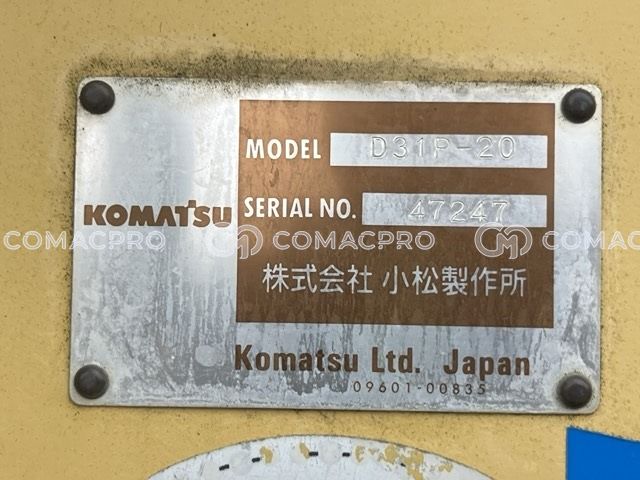 MODEL D31P-20
KOMATSU
SERIAL NO. 47247
COMACPRO COMACPRO COMACPRO
株式会社 小松製作所
Komatsu Ltd. Japan
09601-00835